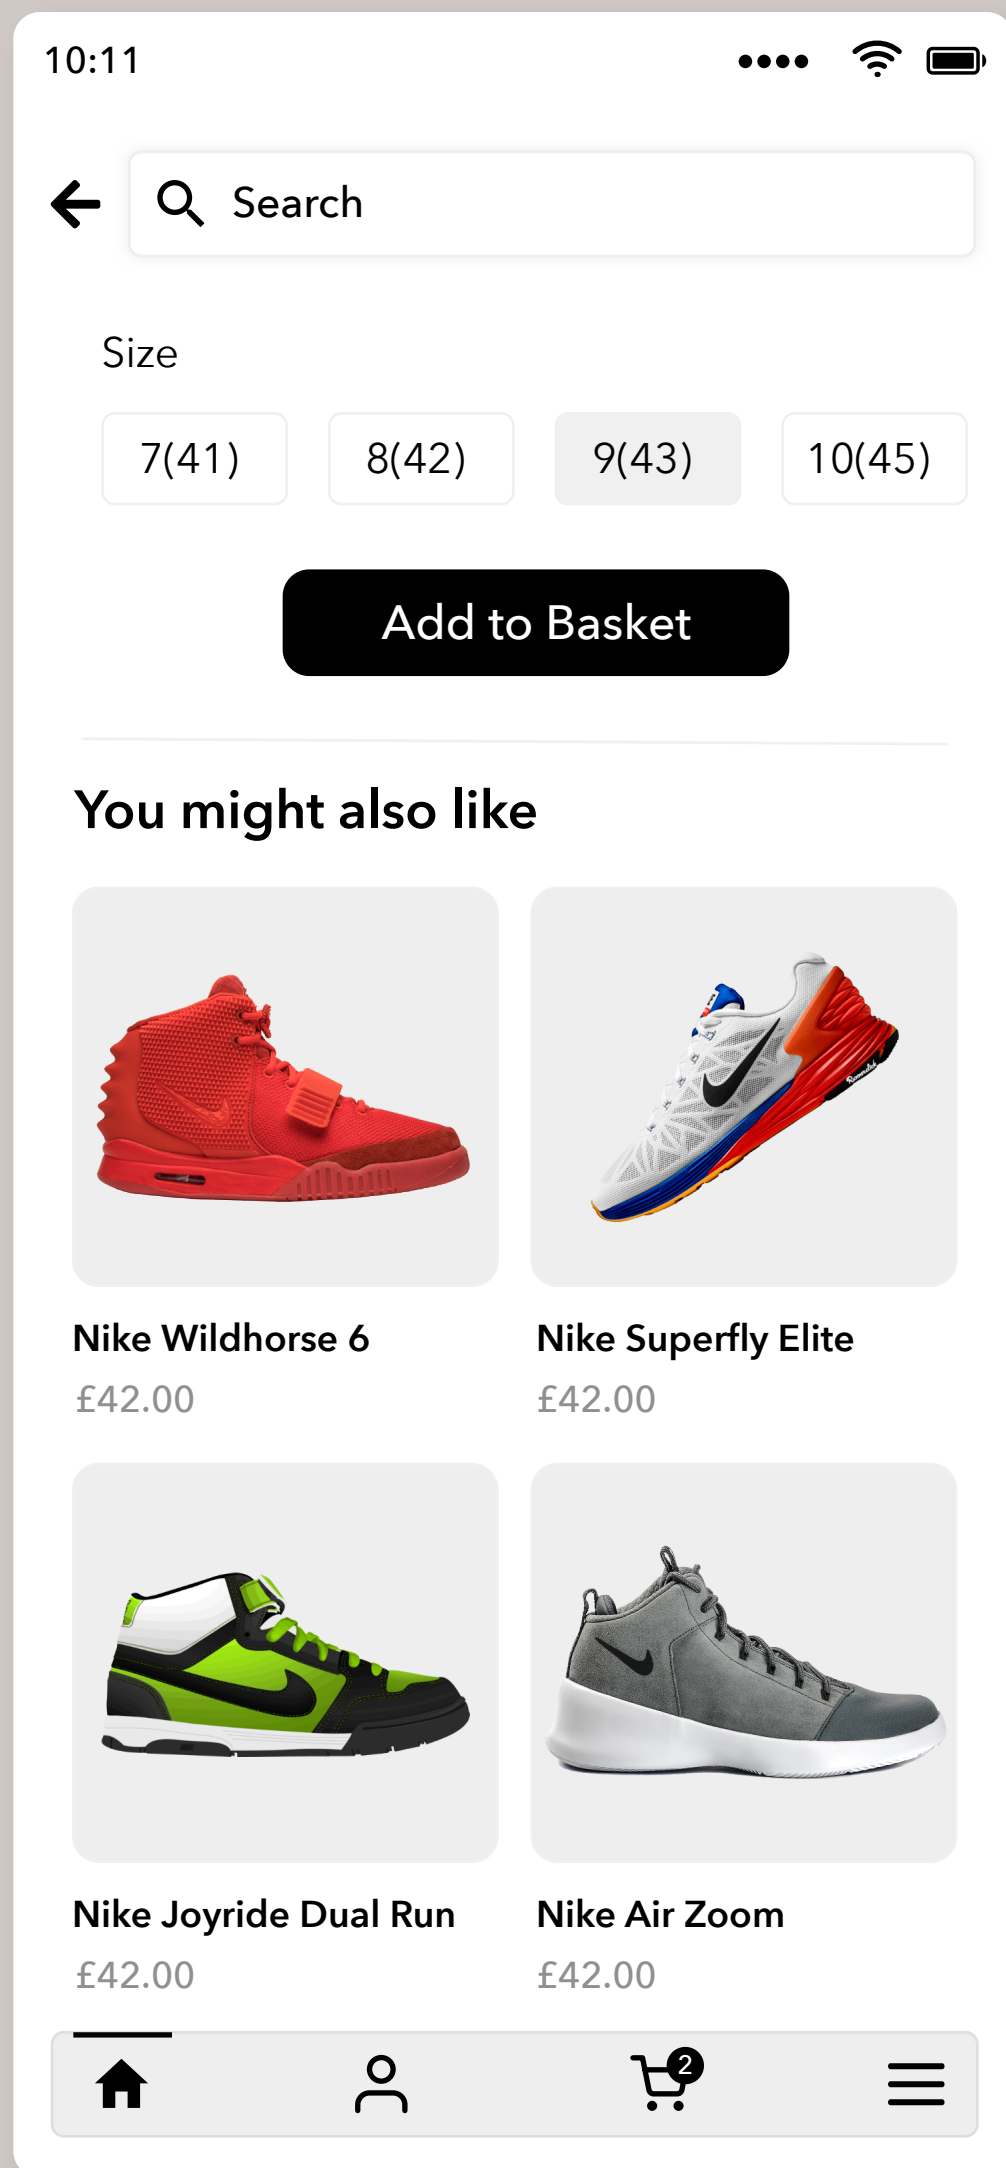 10:11
Search
Size
7(41) 8(42) 9(43) 10(45)
Add to Basket
You might also like
Nike Wildhorse 6 Nike Superfly Elite
£42.00 £42.00
Nike Joyride Dual Run Nike Air Zoom
£42.00 £42.00
2